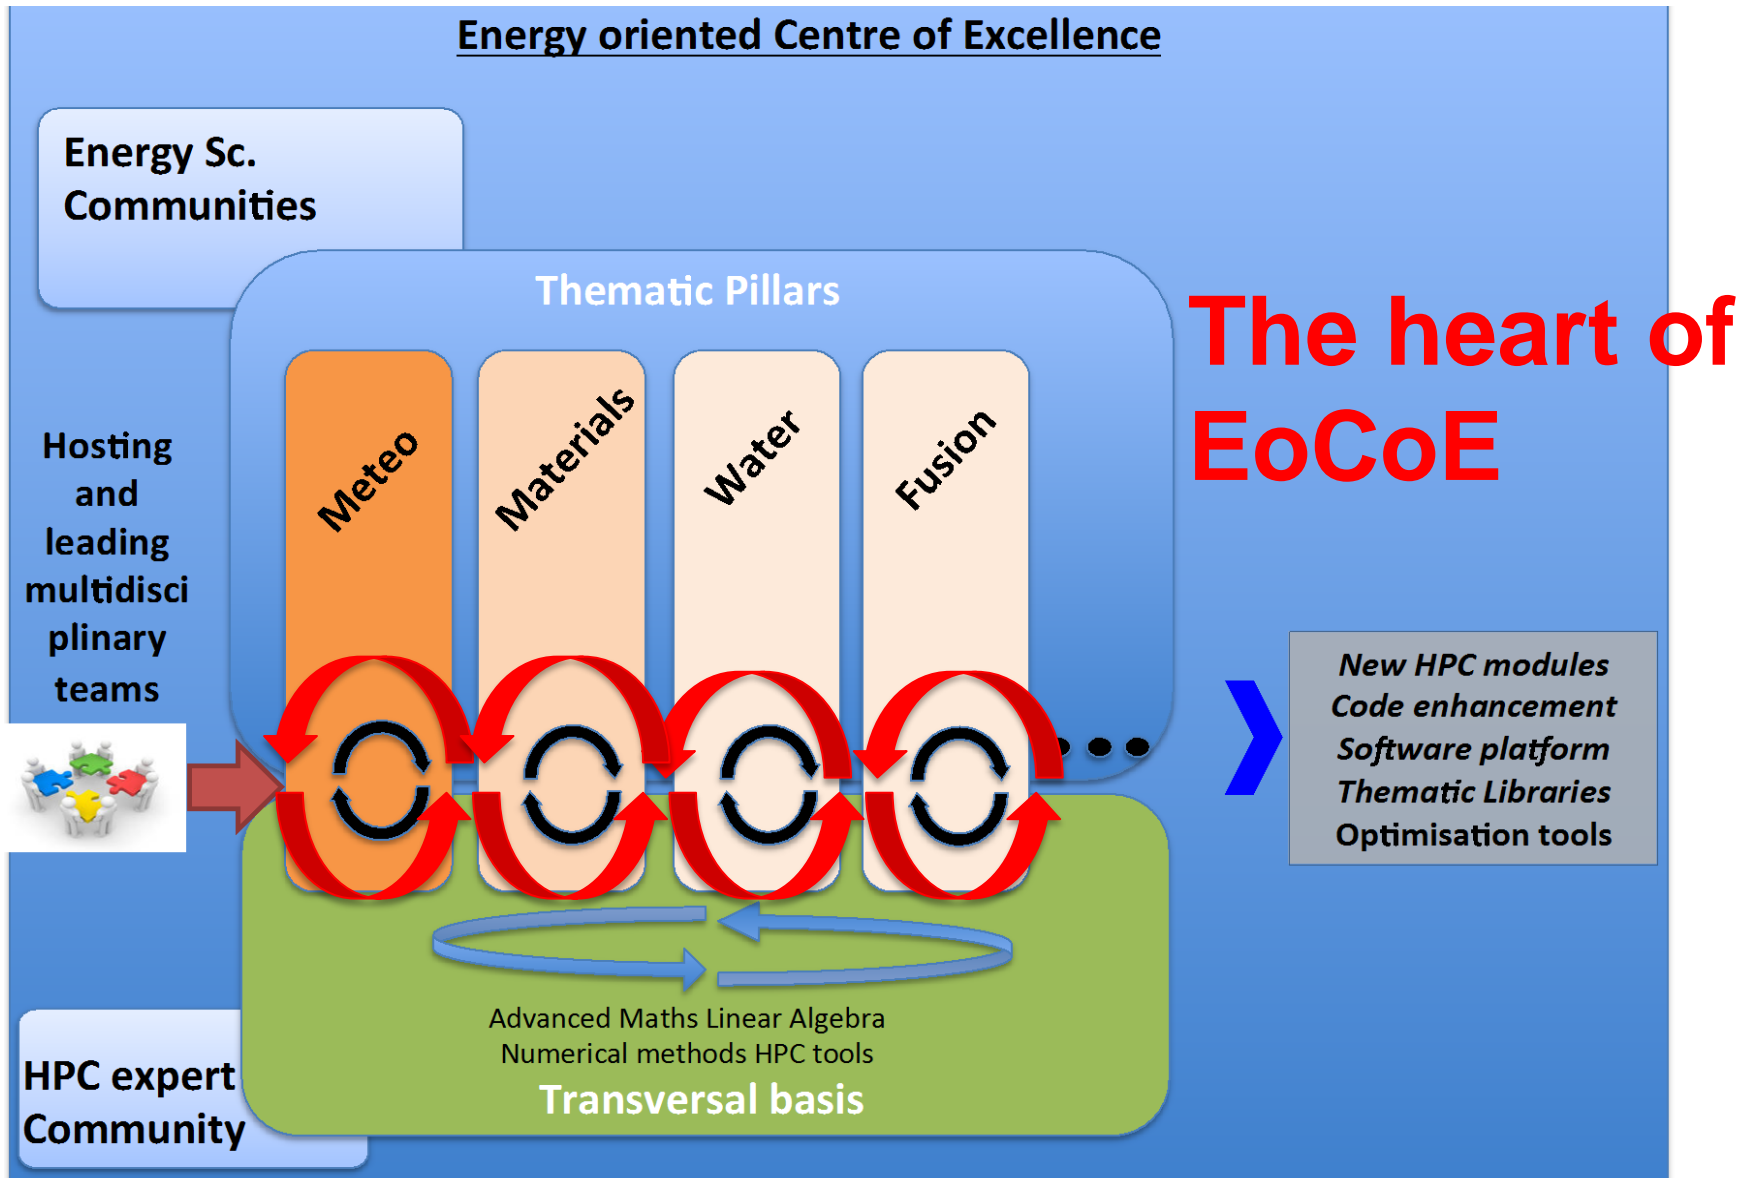 Energy oriented Centre of Excellence
Energy Sc.
Communities
Thematic Pillars
The heart of
EoCoE
Meteo
Materials
Water
Fusion
Hosting
and
leading
multidisci
plinary
teams
New HPC modules
Code enhancement
Software platform
Thematic Libraries
Optimisation tools
Advanced Maths Linear Algebra
Numerical methods HPC tools
Transversal basis
HPC expert
Community